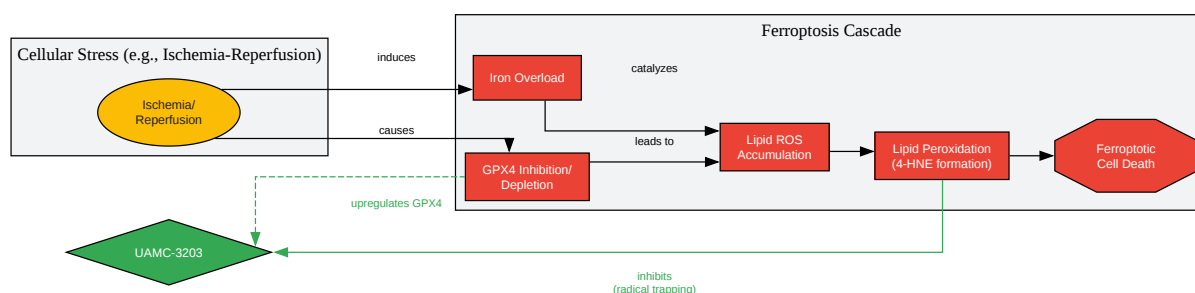 Cellular Stress (e.g., Ischemia-Reperfusion)
Ischemia/
Reperfusion
induces
causes
Ferroptosis Cascade
Iron Overload
catalyzes
GPX4 Inhibition/
Depletion
leads to
Lipid ROS
Accumulation
Lipid Peroxidation
(4-HNE formation)
Ferroptotic
Cell Death
upregulates GPX4
UAMC-3203
inhibits
(radical trapping)